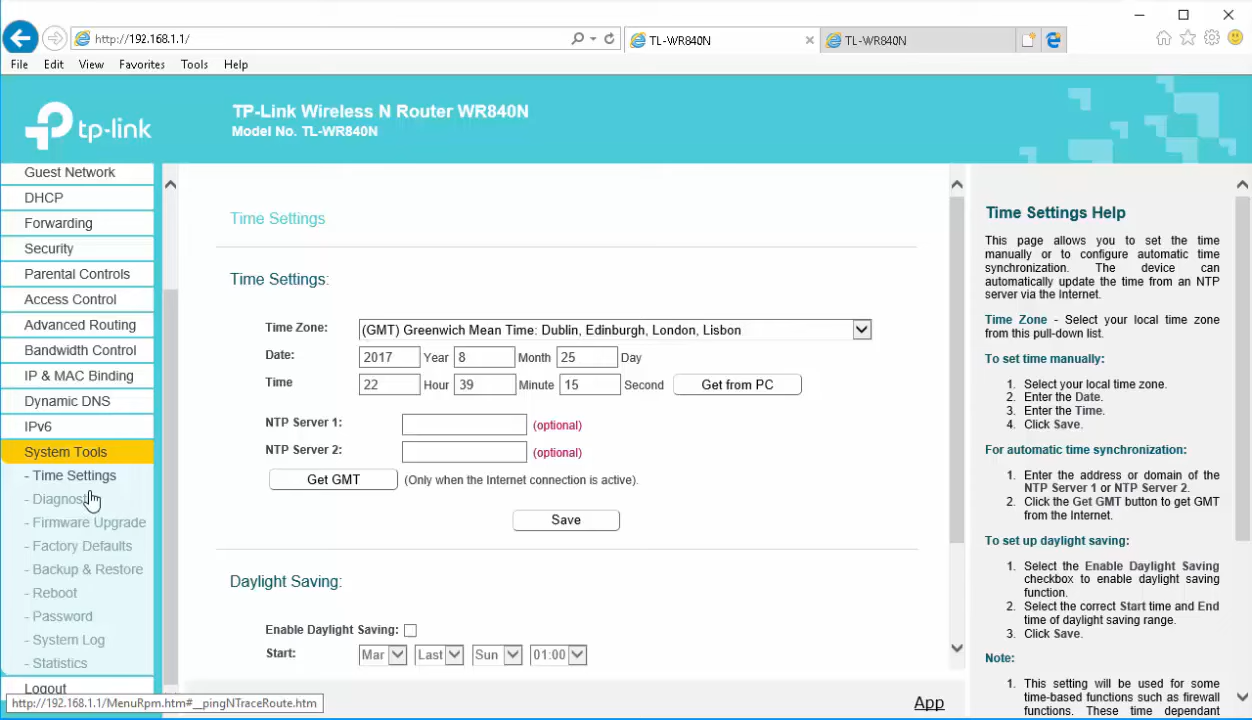 http://192.168.1.1/
TL-WR840N
TL-WR840N
File Edit View Favorites Tools Help
tp-link
TP-Link Wireless N Router WR840N
Model No. TL-WR840N
Guest Network
DHCP
Forwarding
Security
Parental Controls
Access Control
Advanced Routing
Bandwidth Control
IP & MAC Binding
Dynamic DNS
IPv6
System Tools
- Time Settings
- Diagnost
- Firmware Upgrade
- Factory Defaults
- Backup & Restore
- Reboot
- Password
- System Log
- Statistics
Logout
http://192.168.1.1/MenuRpm.htm#__pingNTraceRoute.htm
Time Settings
Time Settings:
Time Zone: (GMT) Greenwich Mean Time: Dublin, Edinburgh, London, Lisbon
Date: 2017 Year 8 Month 25 Day
Time 22 Hour 39 Minute 15 Second Get from PC
NTP Server 1: (optional)
NTP Server 2: (optional)
Get GMT (Only when the Internet connection is active).
Save
Daylight Saving:
Enable Daylight Saving:
Start: Mar Last Sun 01:00
App
Time Settings Help
This page allows you to set the time
manually or to configure automatic time
synchronization. The device can
automatically update the time from an NTP
server via the Internet.
Time Zone - Select your local time zone
from this pull-down list.
To set time manually:
1. Select your local time zone.
2. Enter the Date.
3. Enter the Time.
4. Click Save.
For automatic time synchronization:
1. Enter the address or domain of the
NTP Server 1 or NTP Server 2.
2. Click the Get GMT button to get GMT
from the Internet.
To set up daylight saving:
1. Select the Enable Daylight Saving
checkbox to enable daylight saving
function.
2. Select the correct Start time and End
time of daylight saving range.
3. Click Save.
Note:
1. This setting will be used for some
time-based functions such as firewall
functions. These time dependant